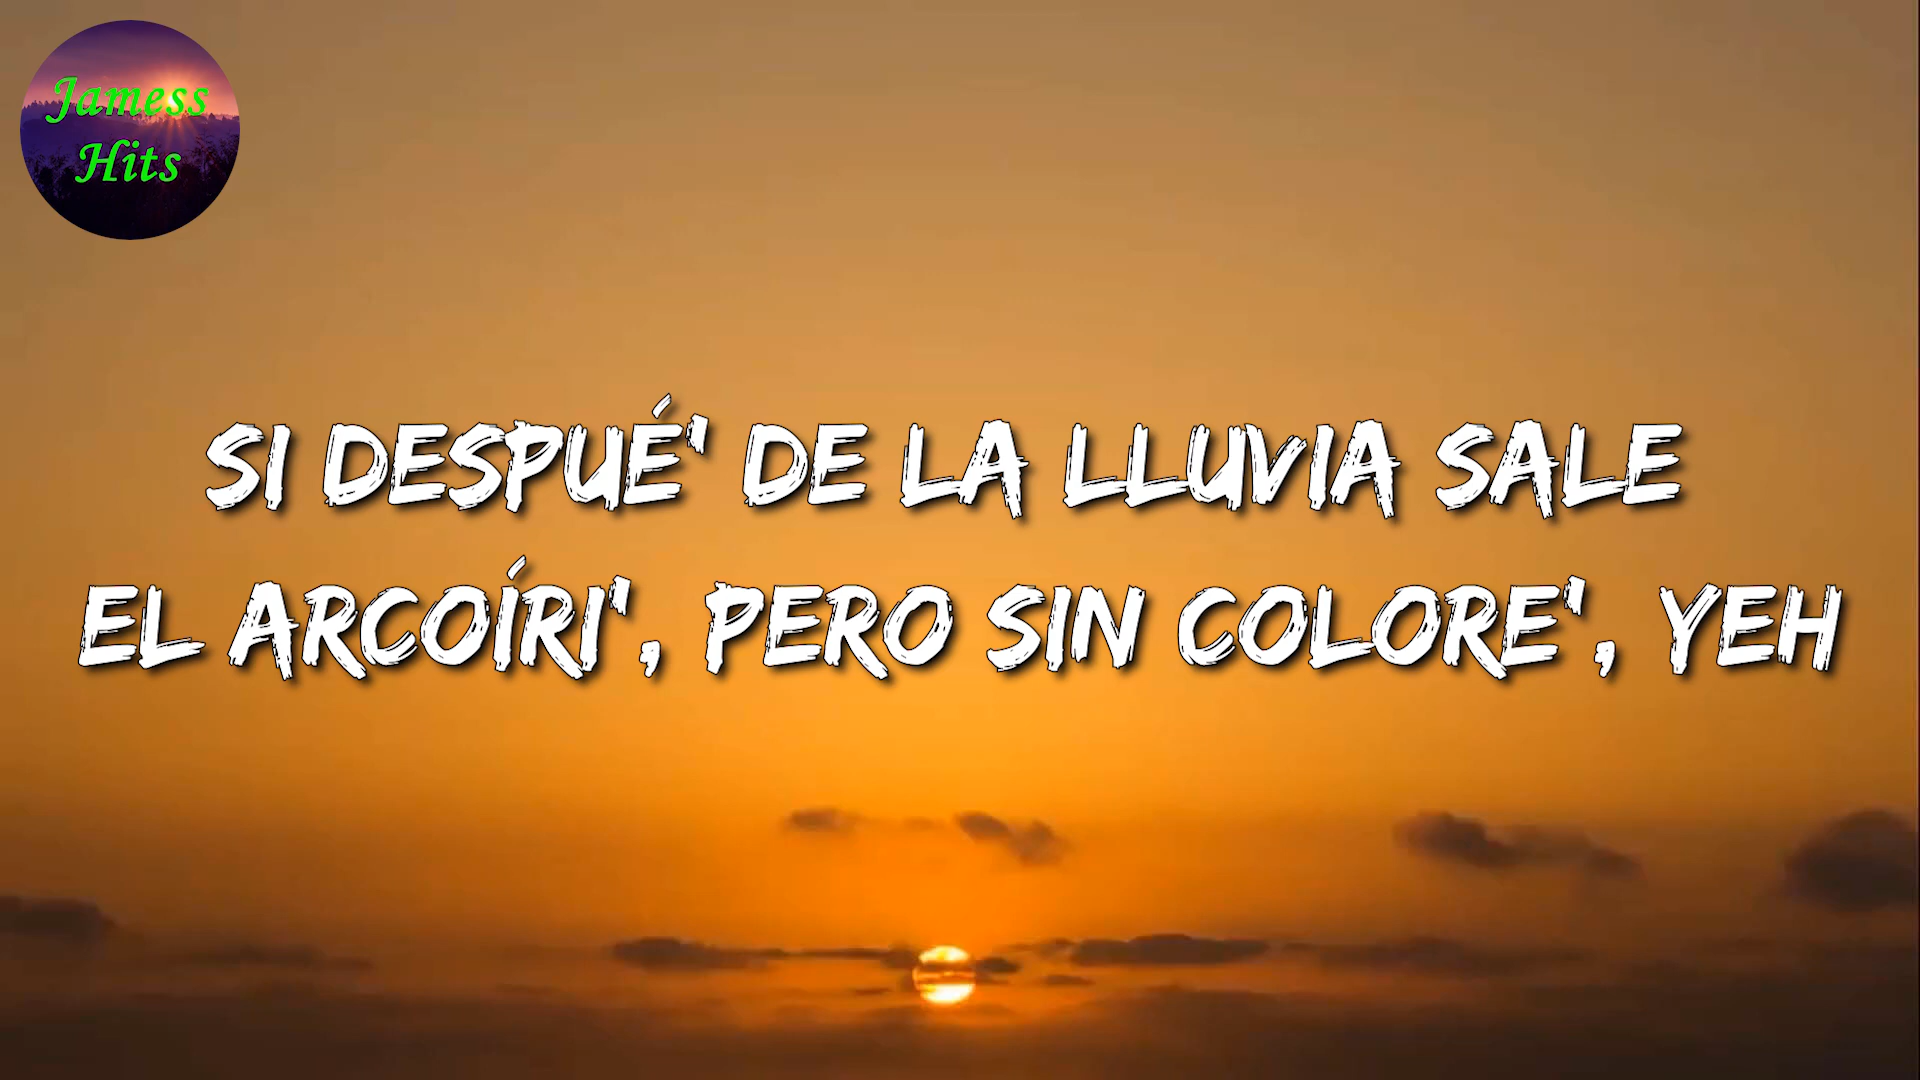 Jamess
Hits
SI DESPUÉ' DE LA LLUVIA SALE
EL ARCOÍRI', PERO SIN COLORE', YEH